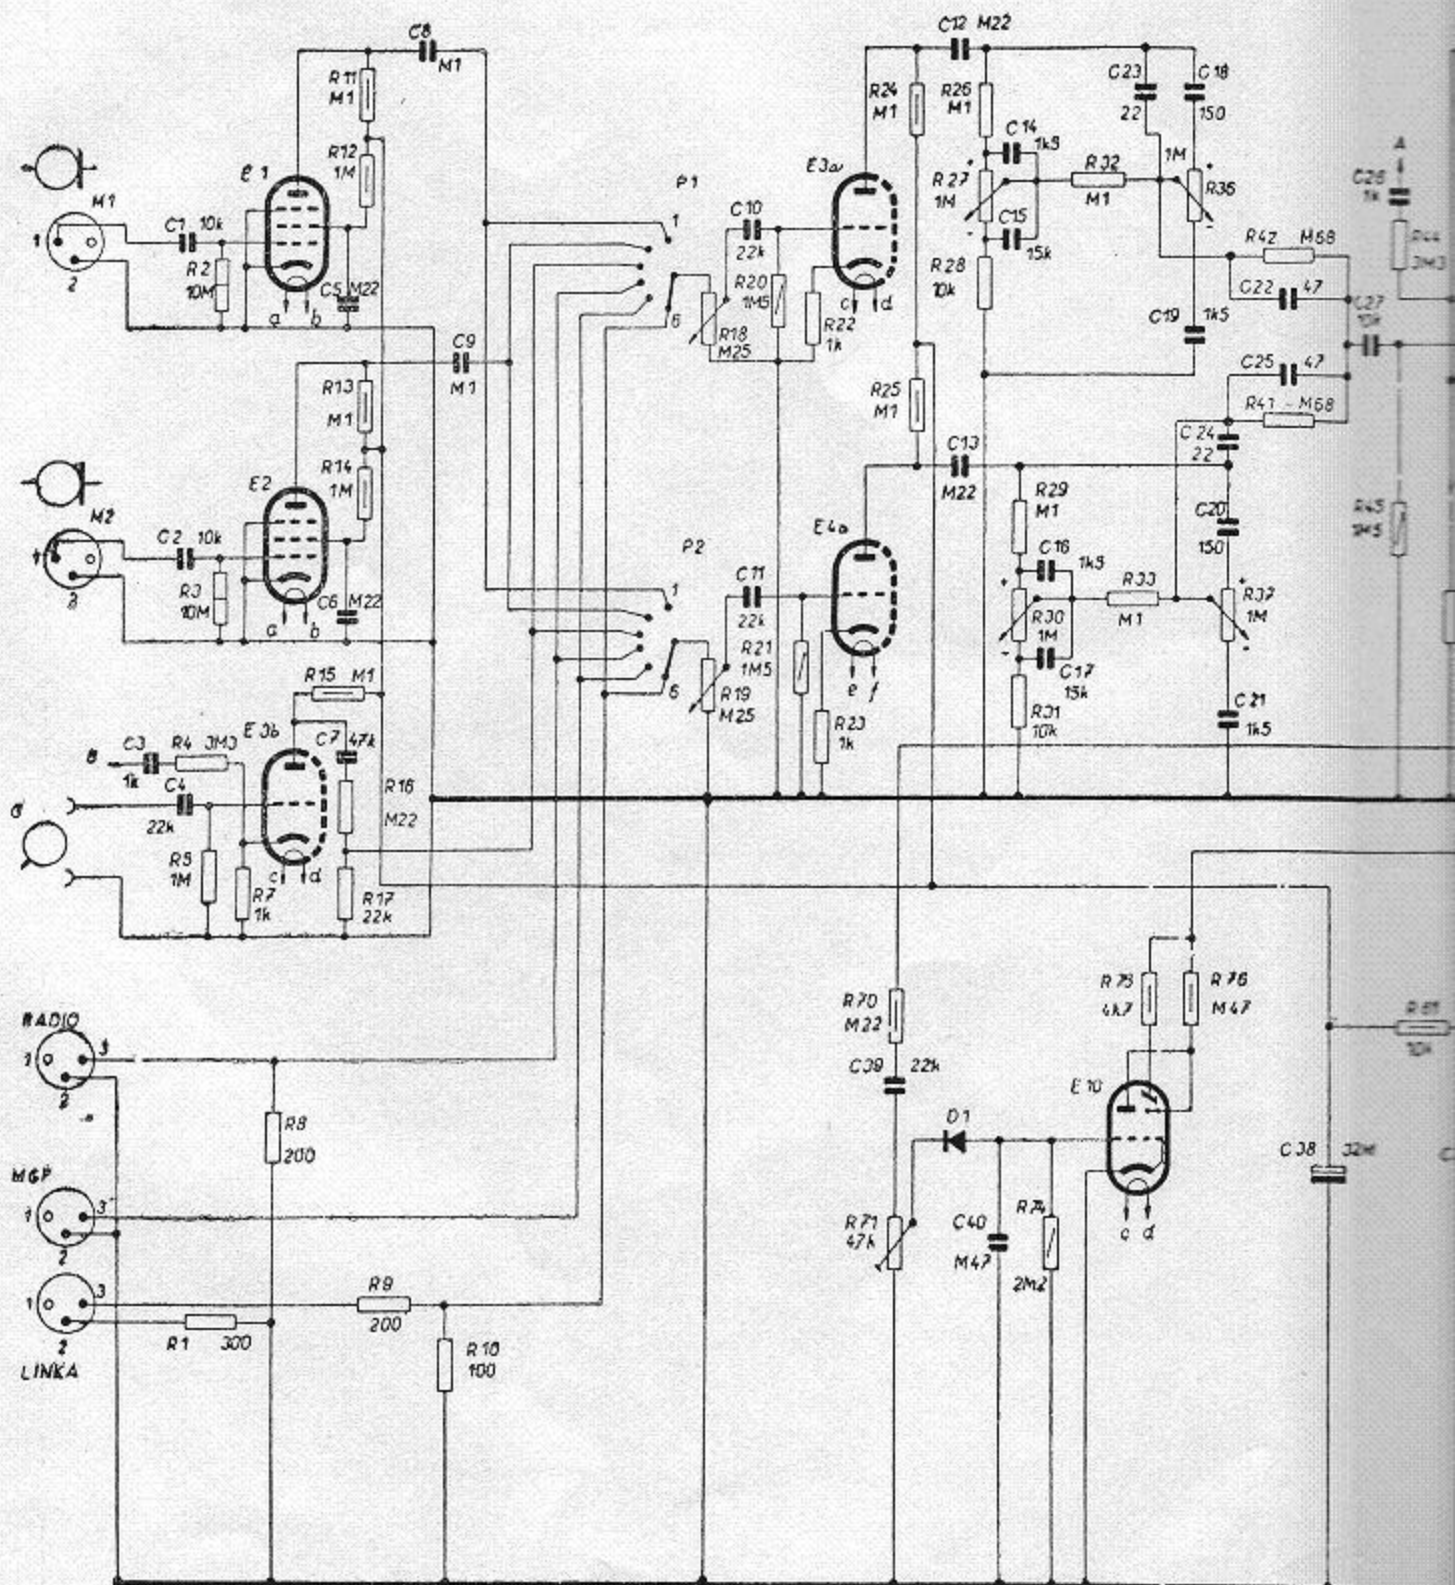 C8
M1
R11
M1
R12
1M
E1
M1
1
2
C1 10k
R2
10M
C5 M22
a b
C9
M1
R13
M1
R14
1M
E2
M2
C2 10k
R3
10M
C6 M22
a b
R15 M1
E3b
C7 47k
B
C3
1k
R4 3M3
C4
22k
R16
M22
R5
1M
R7
1k
c d
R17
22k
G
RADIO
1 3
2
R8
200
MGF
1 3
2
1 3
2
LINKA
R1 300
R9
200
R10
100
P1
1
6
C10
22k
R18
M25
R20
1M5
R22
1k
E3a
c d
R24
M1
C12 M22
R26
M1
C14
1k5
R27
1M
+
-
C15
15k
R28
10k
R32
M1
C23
22
C18
150
1M
R36
+
-
C19 1k5
R42 M68
C22 47
C25 47
R41 M68
C27
10k
A
C26
1k
R44
3M3
R45
1M5
P2
1
6
C11
22k
R19
M25
R21
1M5
R23
1k
E4a
e f
R25
M1
C13
M22
R29
M1
C16
1k5
R30
1M
+
-
C17
15k
R31
10k
R33
M1
C24
22
C20
150
R37
1M
+
-
C21
1k5
R70
M22
C39 22k
D1
R71
47k
C40
M47
R74
2M2
E10
c d
R75
4k7
R76
M47
C38 32M
10k